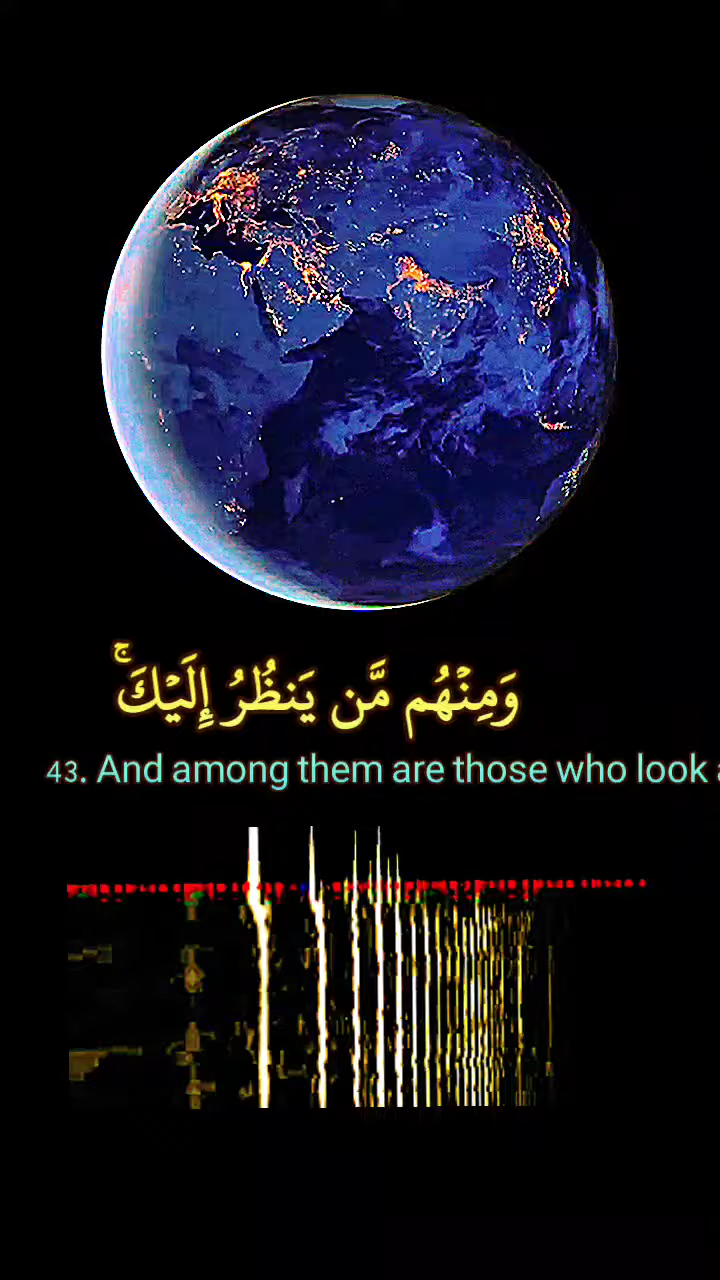 وَمِنْهُم مَّن يَنظُرُ إِلَيْكَ ۚ
43. And among them are those who look